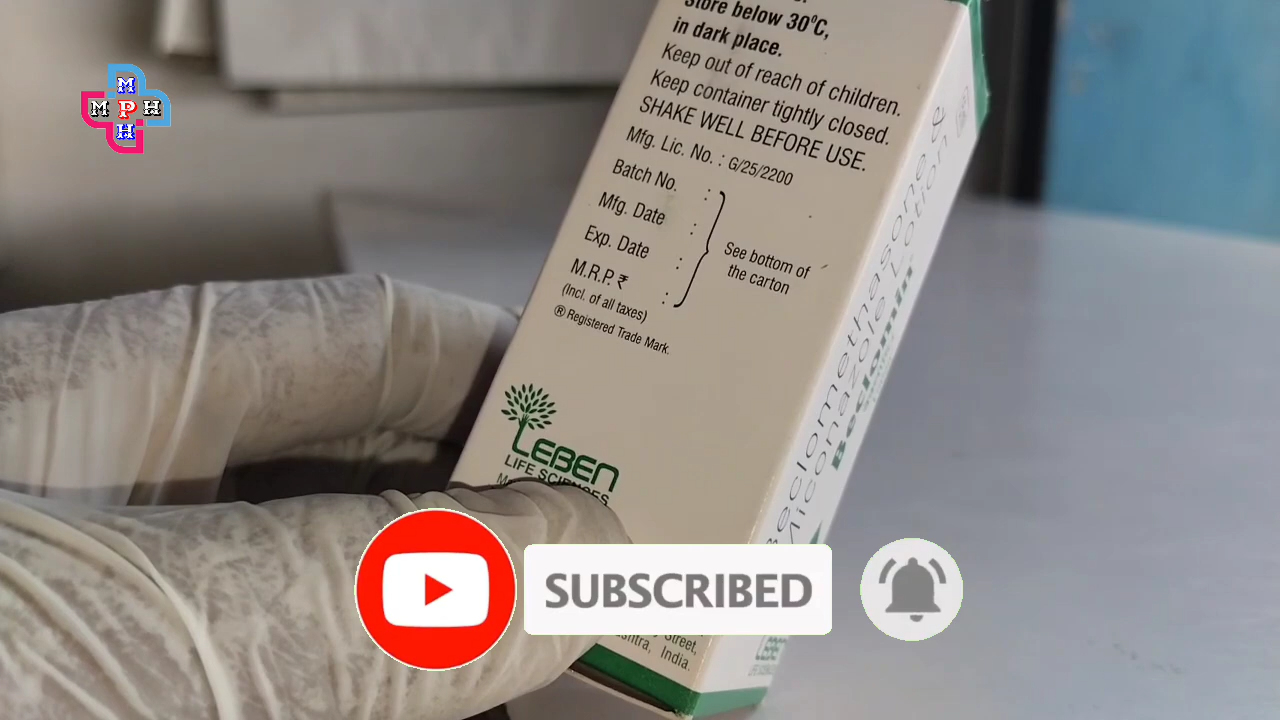 M
M P H
H
Store below 30°C,
in dark place.
Keep out of reach of children.
Keep container tightly closed.
SHAKE WELL BEFORE USE.
Mfg. Lic. No. : G/25/2200
Batch No. :
Mfg. Date :
Exp. Date :
M.R.P. ₹ :
(Incl. of all taxes)
® Registered Trade Mark.
See bottom of
the carton
LEBEN
LIFE SCIENCES
Street,
India.
Beclomethasone &
Miconazole Lotion
SUBSCRIBED